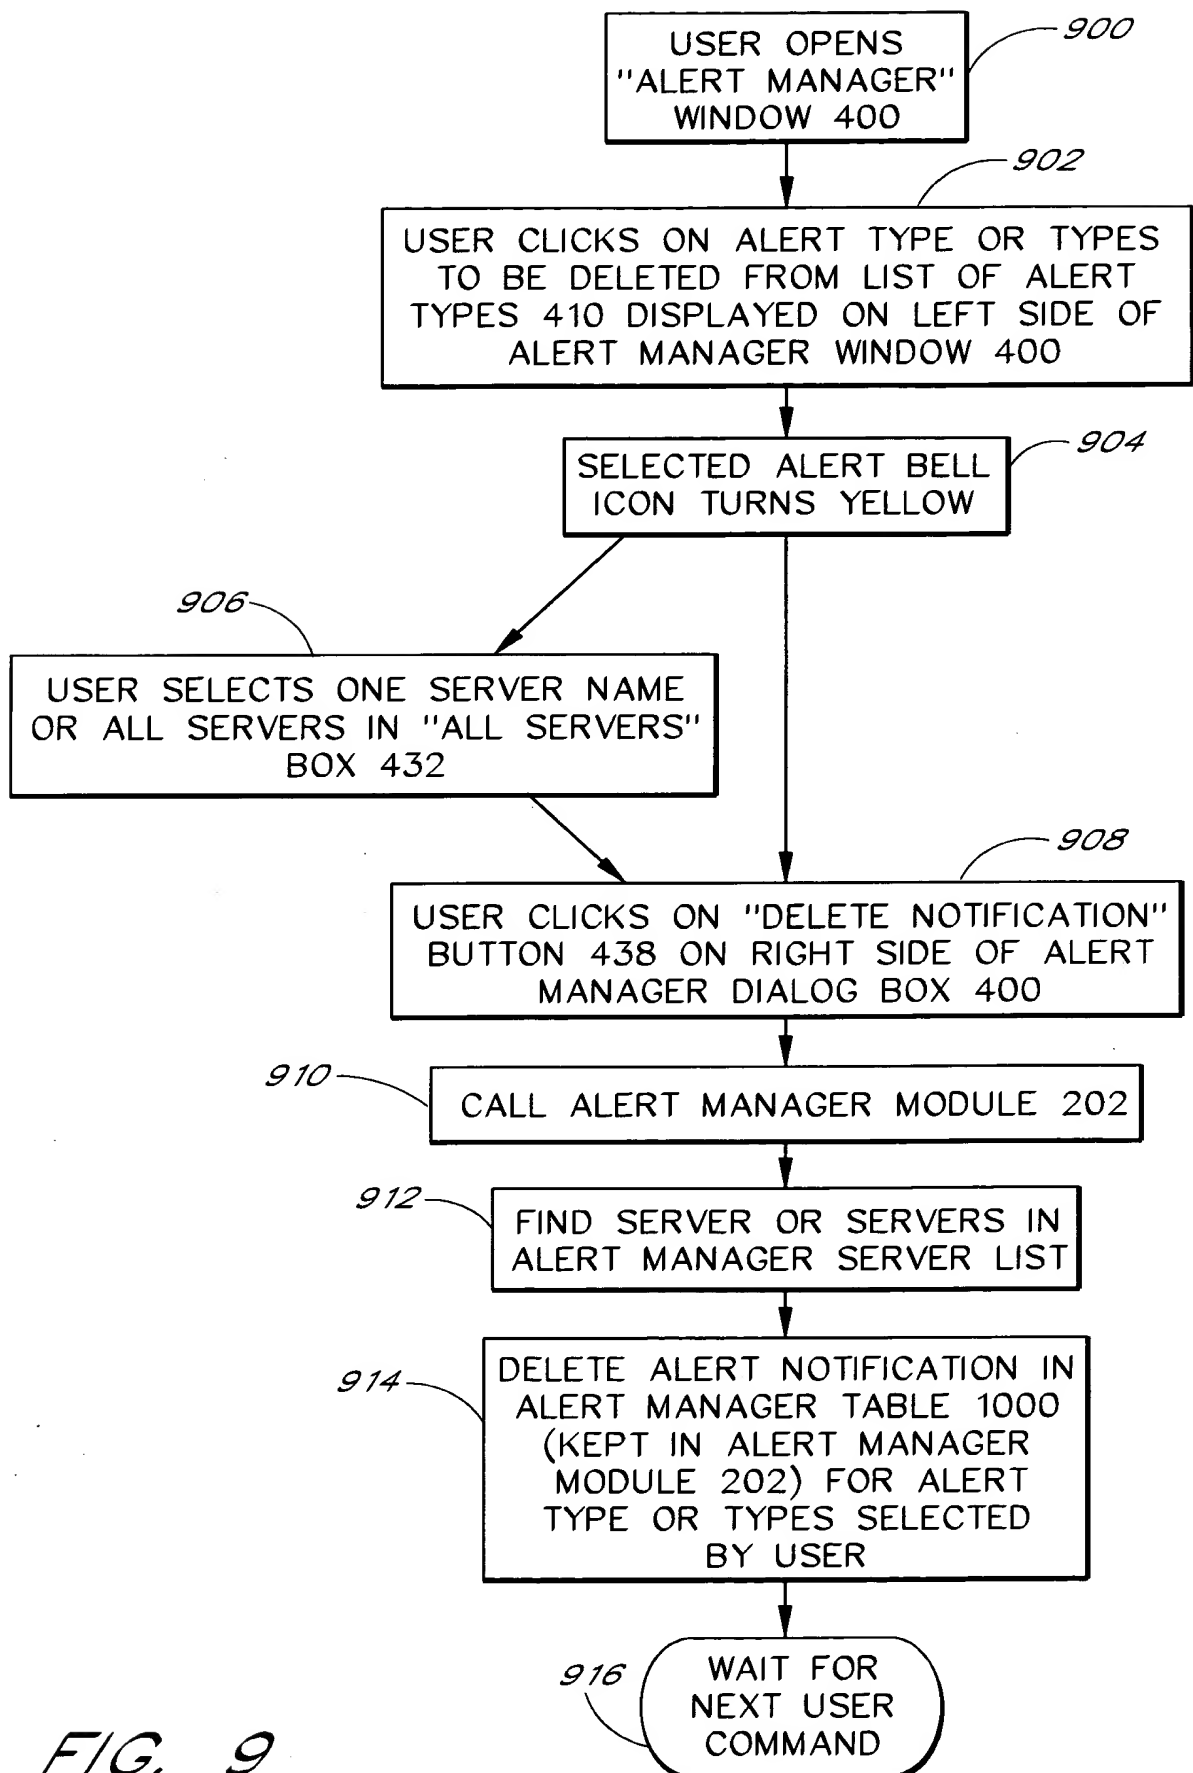 900
USER OPENS
"ALERT MANAGER"
WINDOW 400
902
USER CLICKS ON ALERT TYPE OR TYPES
TO BE DELETED FROM LIST OF ALERT
TYPES 410 DISPLAYED ON LEFT SIDE OF
ALERT MANAGER WINDOW 400
904
SELECTED ALERT BELL
ICON TURNS YELLOW
906
USER SELECTS ONE SERVER NAME
OR ALL SERVERS IN "ALL SERVERS"
BOX 432
908
USER CLICKS ON "DELETE NOTIFICATION"
BUTTON 438 ON RIGHT SIDE OF ALERT
MANAGER DIALOG BOX 400
910
CALL ALERT MANAGER MODULE 202
912
FIND SERVER OR SERVERS IN
ALERT MANAGER SERVER LIST
914
DELETE ALERT NOTIFICATION IN
ALERT MANAGER TABLE 1000
(KEPT IN ALERT MANAGER
MODULE 202) FOR ALERT
TYPE OR TYPES SELECTED
BY USER
916
WAIT FOR
NEXT USER
COMMAND
FIG. 9